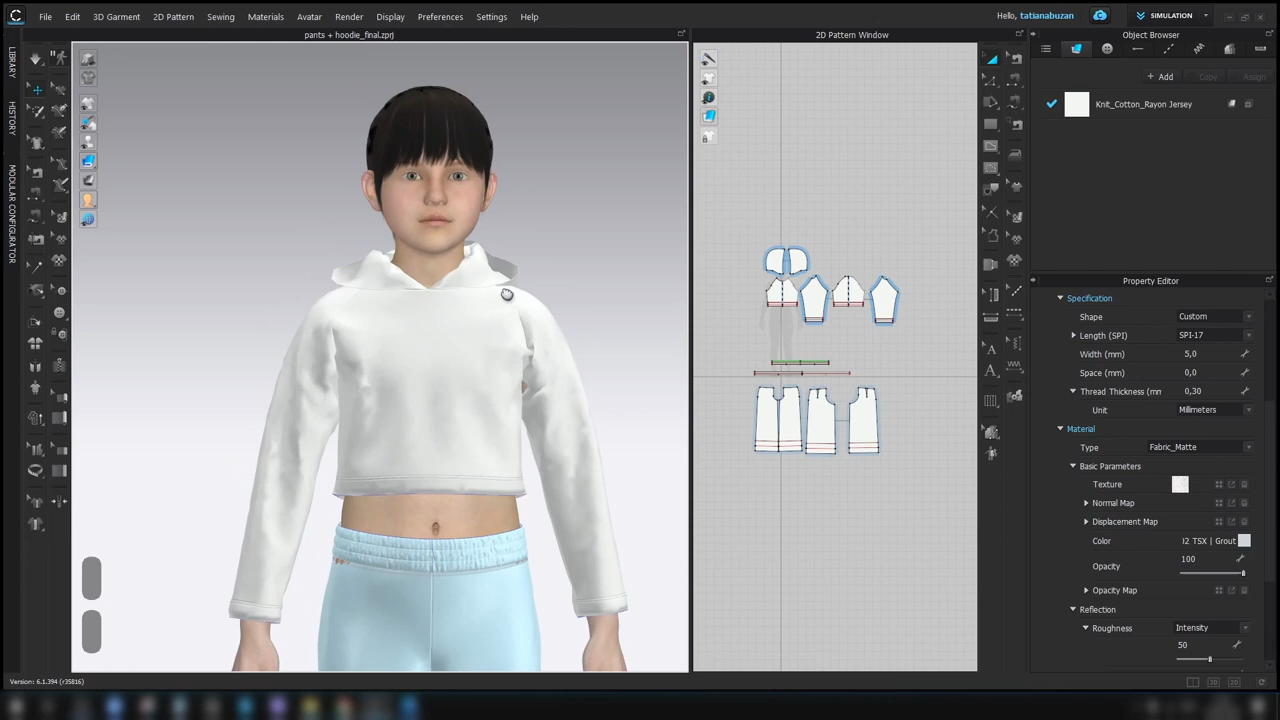 File Edit 3D Garment 2D Pattern Sewing Materials Avatar Render Display Preferences Settings Help
Hello, tatianabuzan
SIMULATION
pants + hoodie_final.zprj
2D Pattern Window
Object Browser
LIBRARY
HISTORY
MODULAR CONFIGURATOR
+ Add Copy Assign
Knit_Cotton_Rayon Jersey
Property Editor
Specification
Shape Custom
Length (SPI) SPI-17
Width (mm) 5,0
Space (mm) 0,0
Thread Thickness (mm 0,30
Unit Millimeters
Material
Type Fabric_Matte
Basic Parameters
Texture
Normal Map
Displacement Map
Color )2 TSX | Grout
Opacity 100
Opacity Map
Reflection
Roughness Intensity
50
Version: 6.1.394 (r35816)
3D 2D